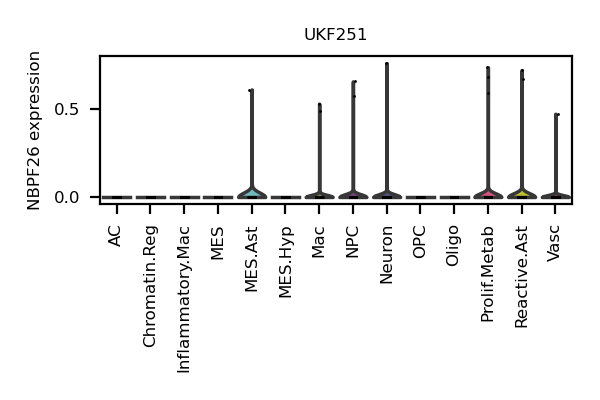 UKF251
NBPF26 expression
0.5
0.0
AC
Chromatin.Reg
Inflammatory.Mac
MES
MES.Ast
MES.Hyp
Mac
NPC
Neuron
OPC
Oligo
Prolif.Metab
Reactive.Ast
Vasc